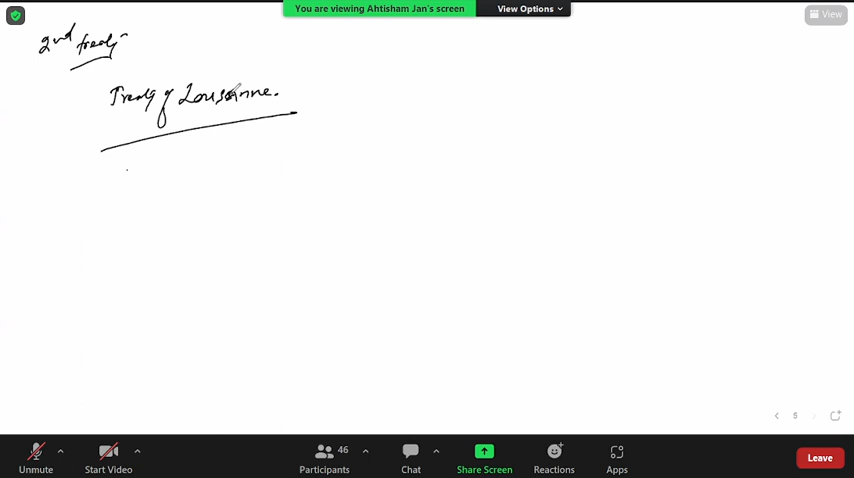 You are viewing Ahtisham Jan's screen
View Options
View
2nd treaty
Treaty of Lousanne.
5
Unmute
Start Video
46
Participants
Chat
Share Screen
Reactions
Apps
Leave